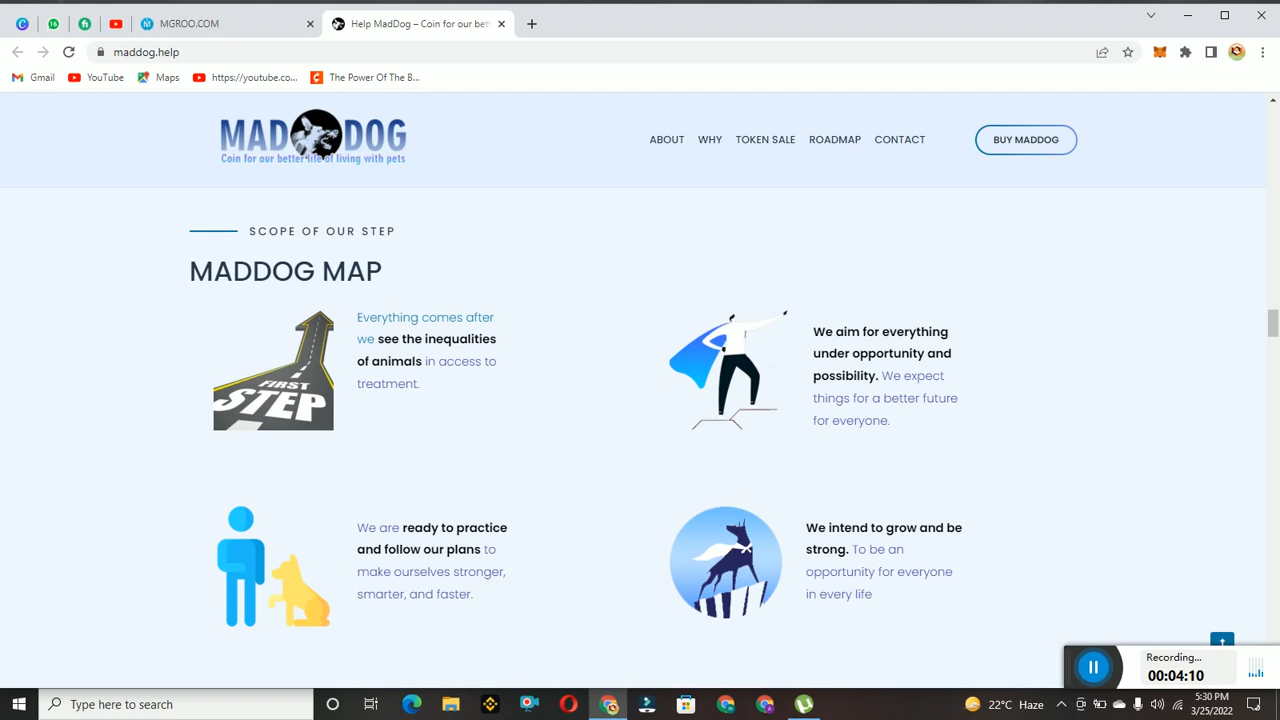 MGROO.COM
Help MadDog – Coin for our bett
maddog.help
Gmail
YouTube
Maps
https://youtube.co...
The Power Of The B...
MAD DOG
Coin for our better life of living with pets
ABOUT
WHY
TOKEN SALE
ROADMAP
CONTACT
BUY MADDOG
SCOPE OF OUR STEP
MADDOG MAP
FIRST
STEP
Everything comes after
we see the inequalities
of animals in access to
treatment.
We aim for everything
under opportunity and
possibility. We expect
things for a better future
for everyone.
We are ready to practice
and follow our plans to
make ourselves stronger,
smarter, and faster.
We intend to grow and be
strong. To be an
opportunity for everyone
in every life
Recording...
00:04:10
Type here to search
22°C Haze
5:30 PM
3/25/2022